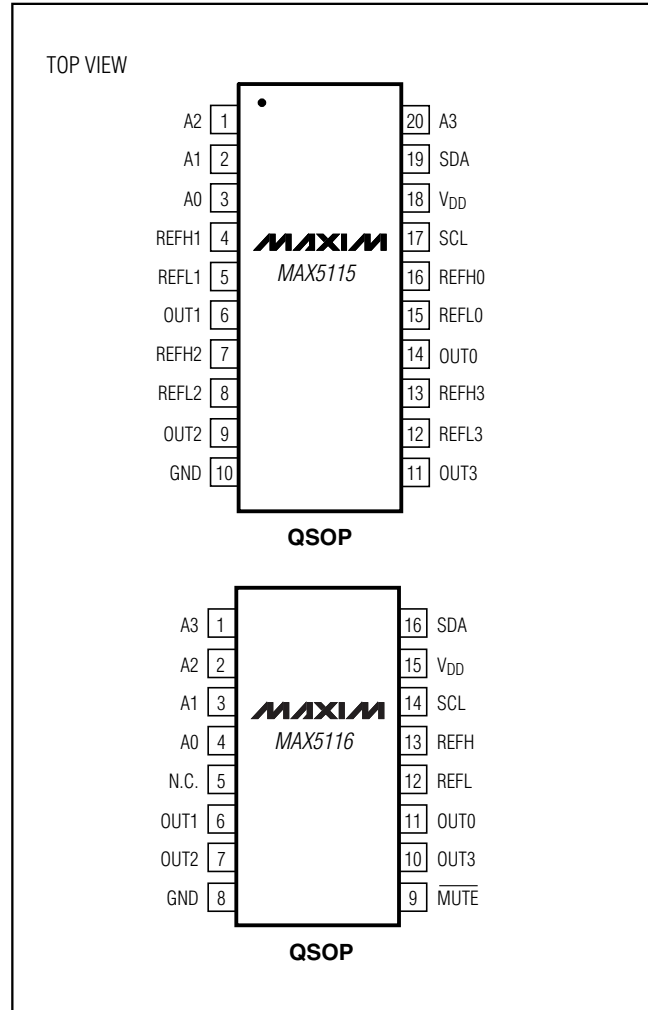 TOP VIEW
A2 1 20 A3
A1 2 19 SDA
A0 3 18 VDD
REFH1 4 MAXIM 17 SCL
REFL1 5 MAX5115 16 REFH0
OUT1 6 15 REFL0
REFH2 7 14 OUT0
REFL2 8 13 REFH3
OUT2 9 12 REFL3
GND 10 11 OUT3
QSOP
A3 1 16 SDA
A2 2 15 VDD
A1 3 MAXIM 14 SCL
A0 4 MAX5116 13 REFH
N.C. 5 12 REFL
OUT1 6 11 OUT0
OUT2 7 10 OUT3
GND 8 9 MUTE
QSOP